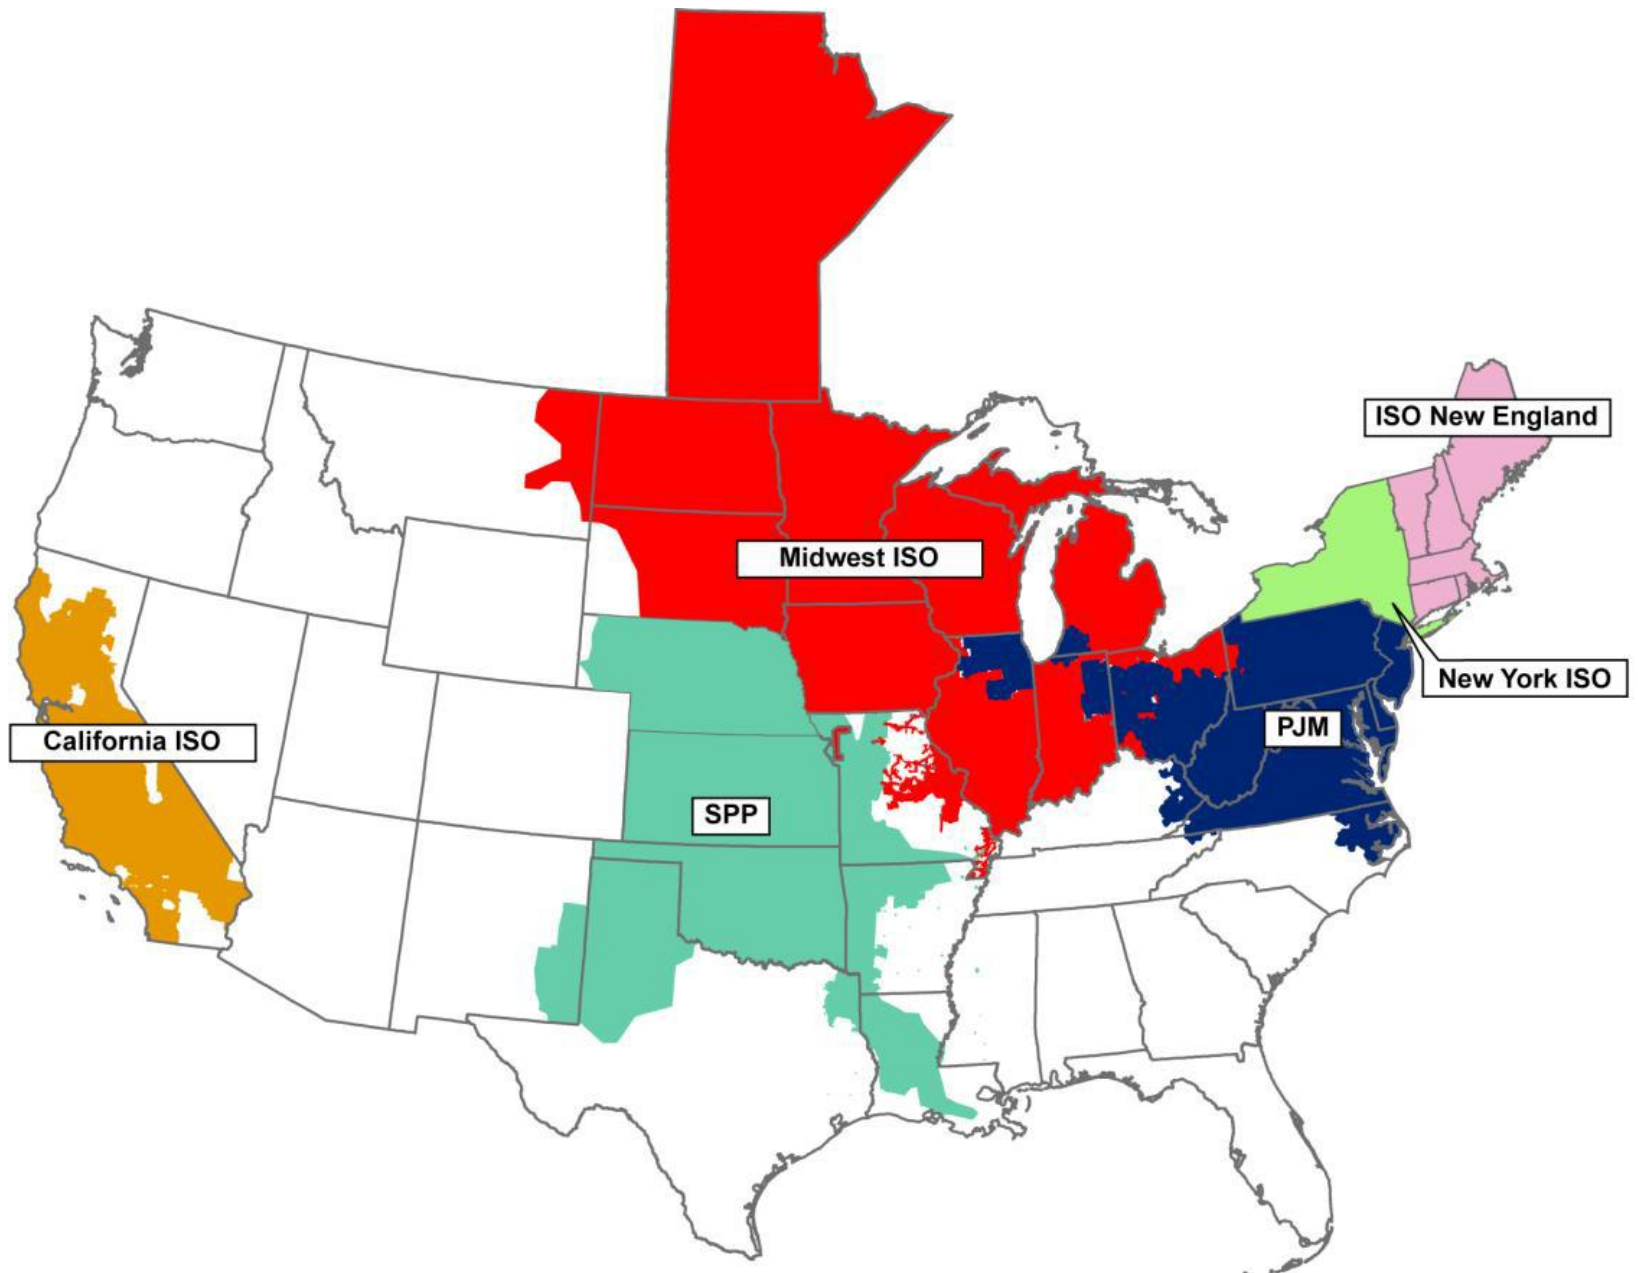 ISO New England
Midwest ISO
New York ISO
PJM
California ISO
SPP